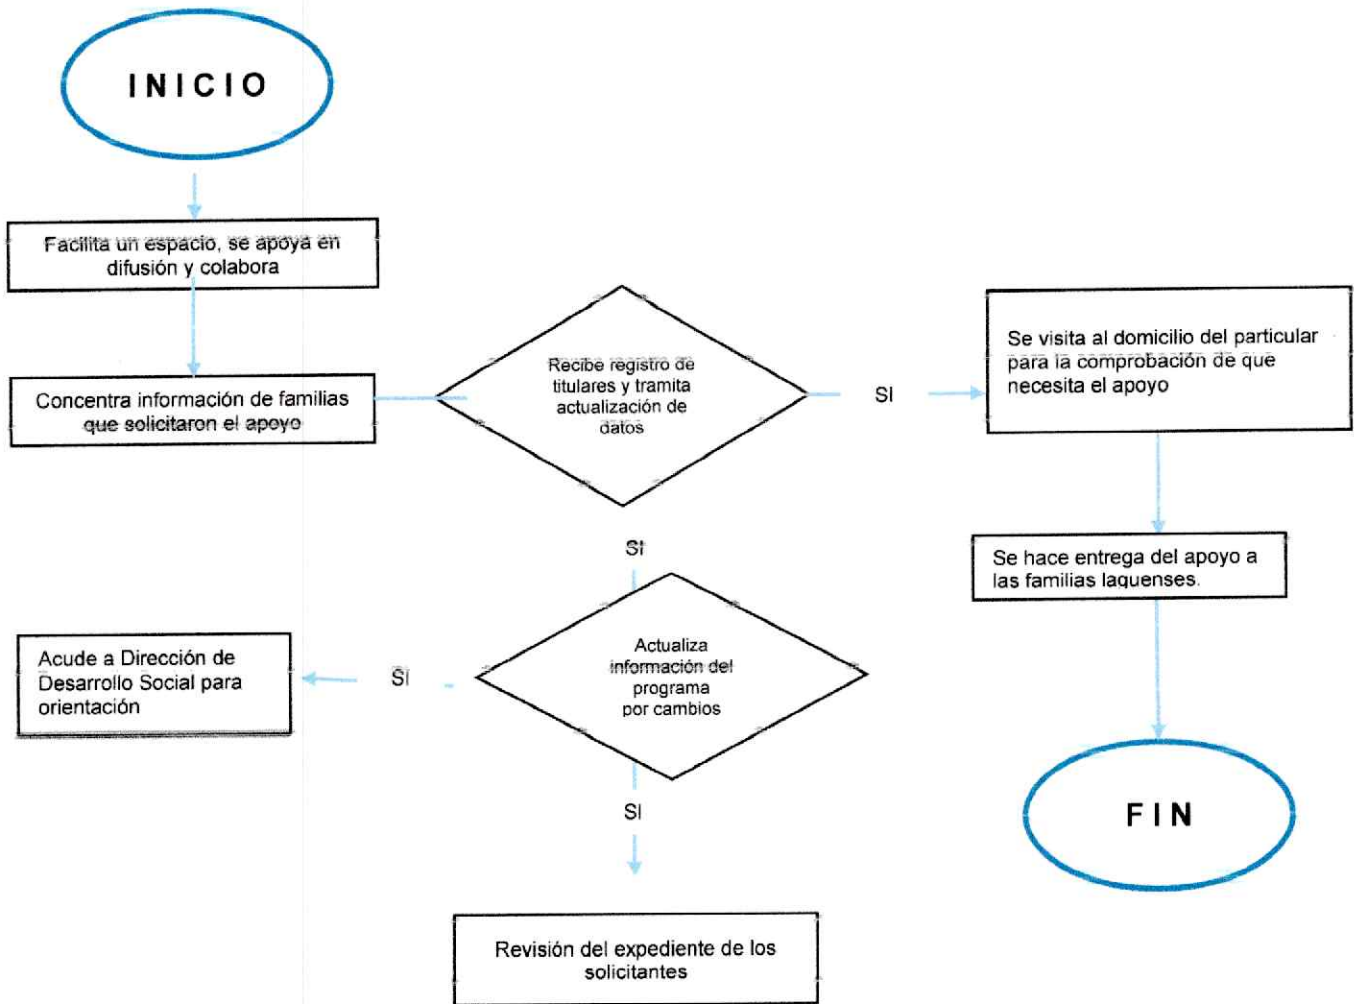 INICIO
Facilita un espacio, se apoya en
difusión y colabora
Concentra información de familias
que solicitaron el apoyo
Recibe registro de
titulares y tramita
actualización de
datos
SI
Se visita al domicilio del particular
para la comprobación de que
necesita el apoyo
SI
Se hace entrega del apoyo a
las familias laquenses.
Actualiza
información del
programa
por cambios
SI
Acude a Dirección de
Desarrollo Social para
orientación
SI
FIN
Revisión del expediente de los
solicitantes